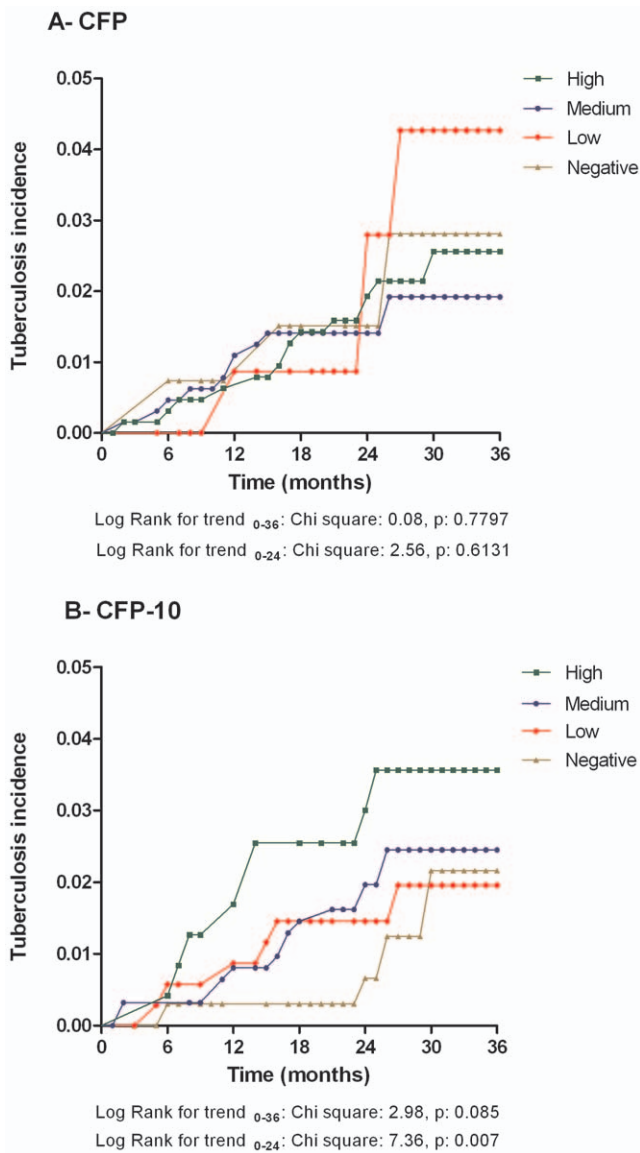 A- CFP
0.05
0.04
0.03
0.02
0.01
0.00
Tuberculosis incidence
0 6 12 18 24 30 36
Time (months)
High
Medium
Low
Negative
Log Rank for trend 0-36: Chi square: 0.08, p: 0.7797
Log Rank for trend 0-24: Chi square: 2.56, p: 0.6131
B- CFP-10
0.05
0.04
0.03
0.02
0.01
0.00
Tuberculosis incidence
0 6 12 18 24 30 36
Time (months)
High
Medium
Low
Negative
Log Rank for trend 0-36: Chi square: 2.98, p: 0.085
Log Rank for trend 0-24: Chi square: 7.36, p: 0.007